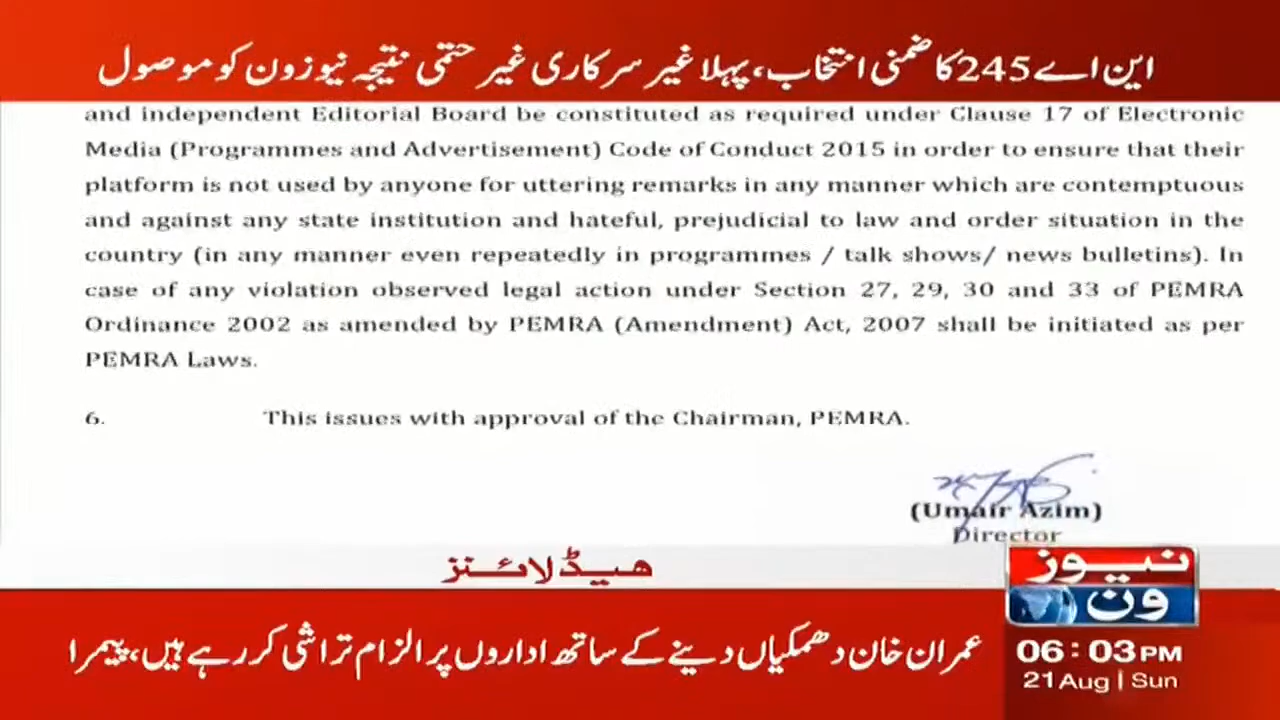 این اے 245 کا ضمنی انتخاب، پہلا غیر سرکاری غیر حتمی نتیجہ نیوز ون کو موصول
and independent Editorial Board be constituted as required under Clause 17 of Electronic
Media (Programmes and Advertisement) Code of Conduct 2015 in order to ensure that their
platform is not used by anyone for uttering remarks in any manner which are contemptuous
and against any state institution and hateful, prejudicial to law and order situation in the
country (in any manner even repeatedly in programmes / talk shows/ news bulletins). In
case of any violation observed legal action under Section 27, 29, 30 and 33 of PEMRA
Ordinance 2002 as amended by PEMRA (Amendment) Act, 2007 shall be initiated as per
PEMRA Laws.
6. This issues with approval of the Chairman, PEMRA.
(Umair Azim)
Director
ہیڈلائنز
نیوز
ون
عمران خان دھمکیاں دینے کے ساتھ اداروں پر الزام تراشی کر رہے ہیں، پیمرا
06:03 PM
21 Aug | Sun